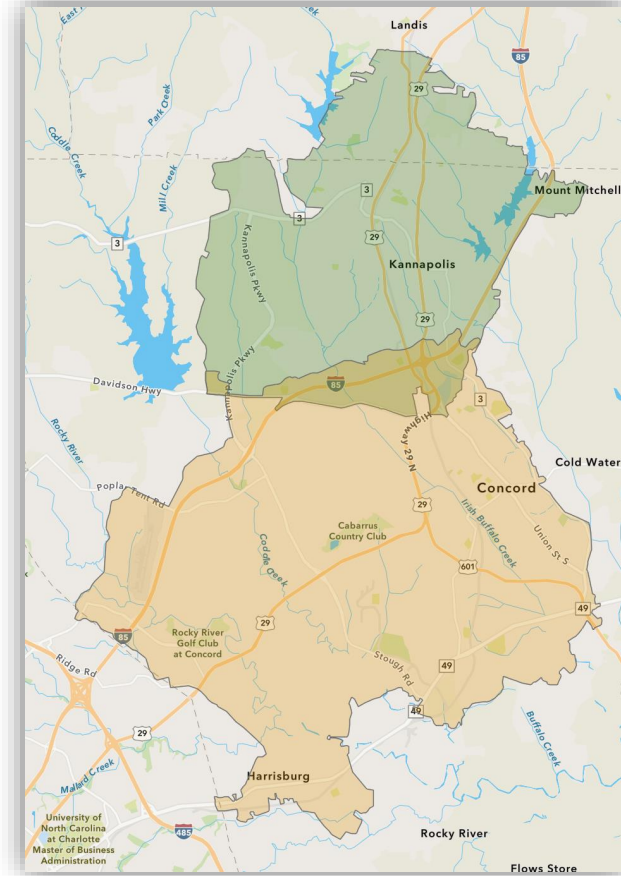 Landis
East
Creek
Park Creek
Coddle Creek
Mill Creek
29
85
3
Mount Mitchell
3
3
29
Kannapolis
Kannapolis Pkwy
29
Kannapolis Pkwy
85
Davidson Hwy
3
Highway 29 N
Rocky River
Cold Water
Poplar Tent Rd
Concord
29
Irish Buffalo Creek
Cabarrus
Country Club
Union St S
Coddle Creek
601
49
29
85
Rocky River
Golf Club
at Concord
Ridge Rd
Stough Rd
49
49
29
Buffalo Creek
Mallard Creek
Harrisburg
University of
North Carolina
at Charlotte
Master of Business
Administration
485
Rocky River
Flows Store